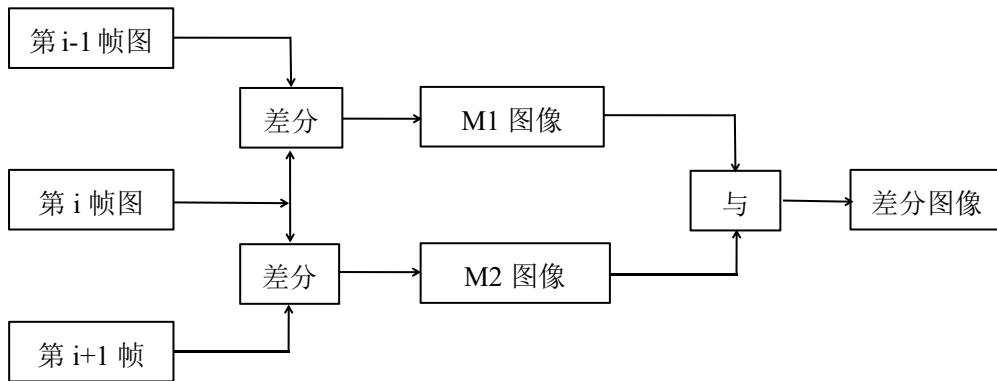 第 i-1 帧图
差分
M1 图像
第 i 帧图
与
差分图像
差分
M2 图像
第 i+1 帧